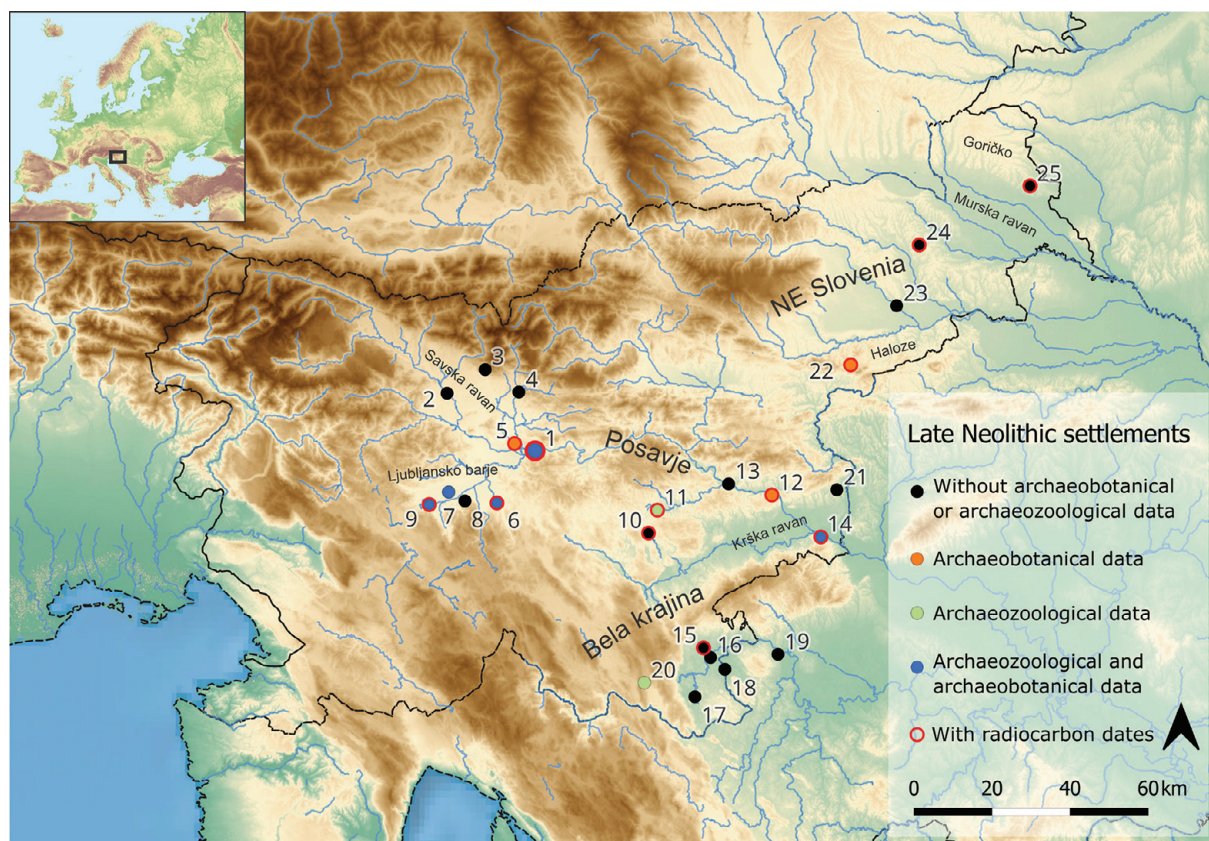 Goričko
25
Murska ravan
24
NE Slovenia
23
Haloze
22
3
Savska ravan
4
2
5
1
Posavje
Ljubljansko barje
13
12
21
11
9
7
8
6
10
Krška ravan
14
Bela krajina
15
16
19
20
18
17
Late Neolithic settlements
Without archaeobotanical
or archaeozoological data
Archaeobotanical data
Archaeozoological data
Archaeozoological and
archaeobotanical data
With radiocarbon dates
0 20 40 60 km